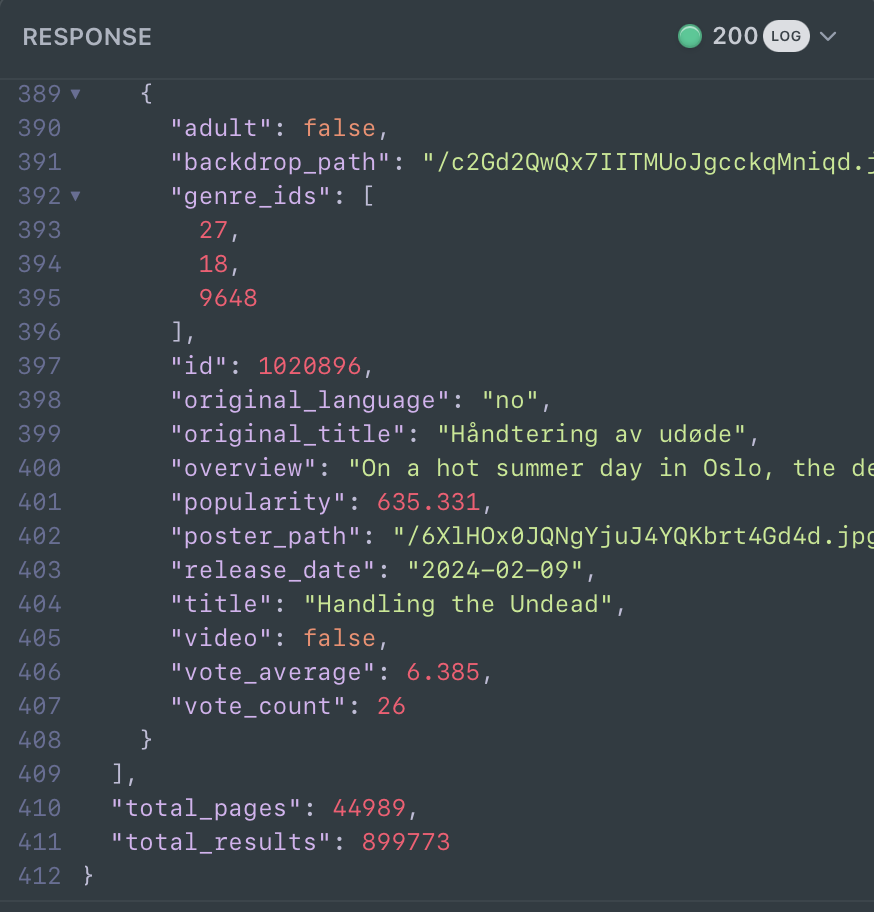 RESPONSE 200 LOG
389 {
390 "adult": false,
391 "backdrop_path": "/c2Gd2QwQx7IITMUoJgcckqMniqd.j
392 "genre_ids": [
393 27,
394 18,
395 9648
396 ],
397 "id": 1020896,
398 "original_language": "no",
399 "original_title": "Håndtering av udøde",
400 "overview": "On a hot summer day in Oslo, the de
401 "popularity": 635.331,
402 "poster_path": "/6XlHOx0JQNgYjuJ4YQKbrt4Gd4d.jpg
403 "release_date": "2024-02-09",
404 "title": "Handling the Undead",
405 "video": false,
406 "vote_average": 6.385,
407 "vote_count": 26
408 }
409 ],
410 "total_pages": 44989,
411 "total_results": 899773
412 }